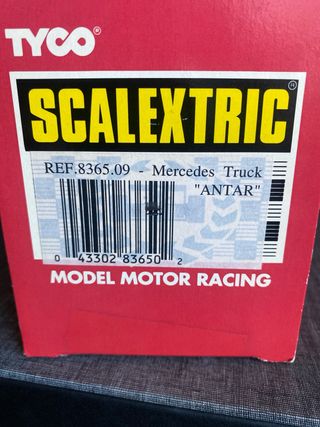 TYCO®
SCALEXTRIC®
REF.8365.09 - Mercedes Truck
"ANTAR"
0 43302 83650 2
MODEL MOTOR RACING